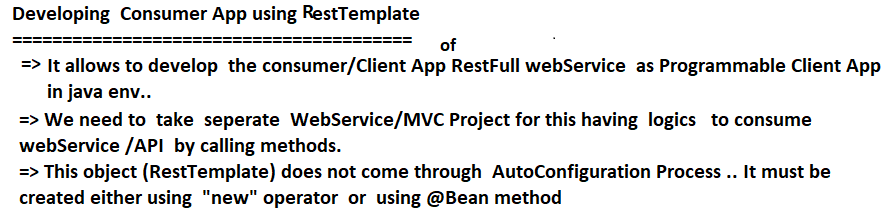 Developing Consumer App using RestTemplate
========================================
of
=> It allows to develop the consumer/Client App RestFull webService as Programmable Client App
in java env..
=> We need to take seperate WebService/MVC Project for this having logics to consume
webService /API by calling methods.
=> This object (RestTemplate) does not come through AutoConfiguration Process .. It must be
created either using "new" operator or using @Bean method